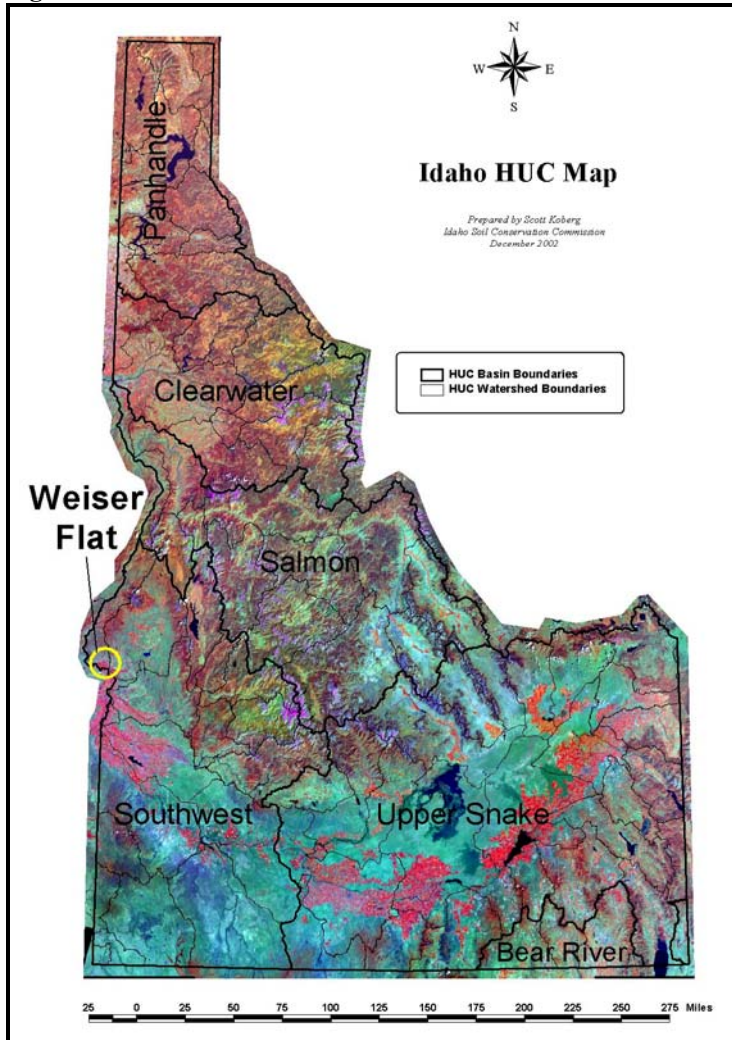 N
W E
S
Idaho HUC Map
Prepared by Scott Koberg
Idaho Soil Conservation Commission
December 2002
HUC Basin Boundaries
HUC Watershed Boundaries
Panhandle
Clearwater
Weiser
Flat
Salmon
Southwest
Upper Snake
Bear River
25 0 25 50 75 100 125 150 175 200 225 250 275 Miles